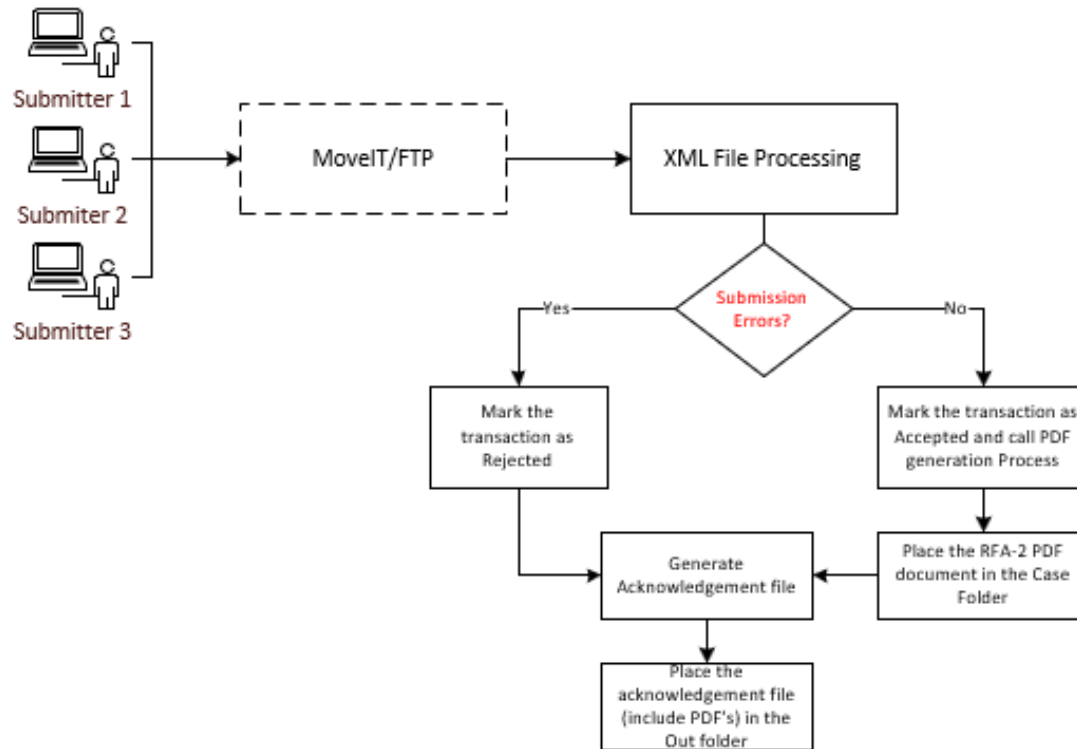 Submitter 1
Submiter 2
Submitter 3
MoveIT/FTP
XML File Processing
Submission
Errors?
Yes
No
Mark the
transaction as
Rejected
Mark the transaction as
Accepted and call PDF
generation Process
Generate
Acknowledgement file
Place the RFA-2 PDF
document in the Case
Folder
Place the
acknowledgement file
(include PDF's) in the
Out folder